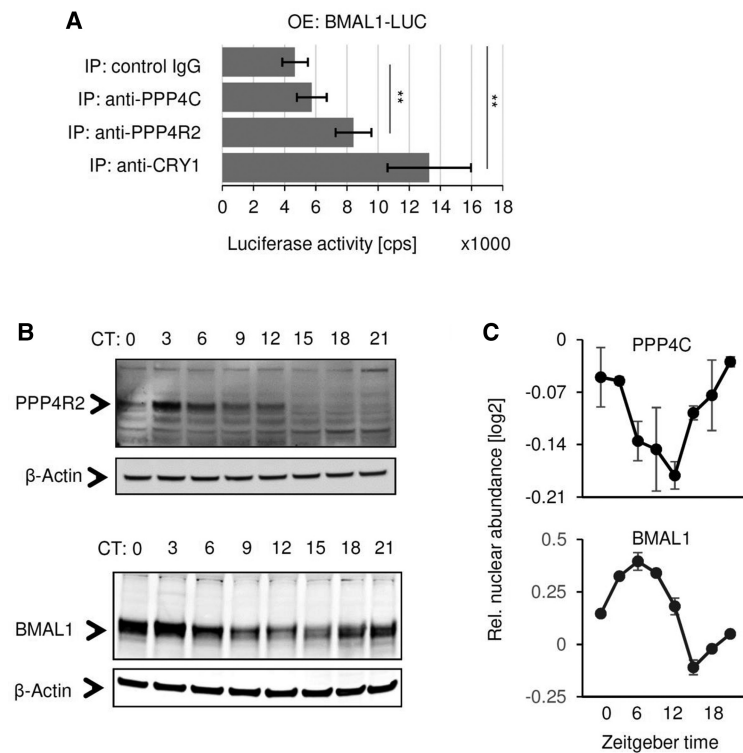 A
OE: BMAL1-LUC
IP: control IgG
IP: anti-PPP4C
IP: anti-PPP4R2
IP: anti-CRY1
**
**
0 2 4 6 8 10 12 14 16 18
Luciferase activity [cps] x1000
B
CT: 0 3 6 9 12 15 18 21
PPP4R2
β-Actin
CT: 0 3 6 9 12 15 18 21
BMAL1
β-Actin
C
PPP4C
0
-0.07
-0.14
-0.21
BMAL1
0.5
0.25
0
-0.25
Rel. nuclear abundance [log2]
0 6 12 18
Zeitgeber time